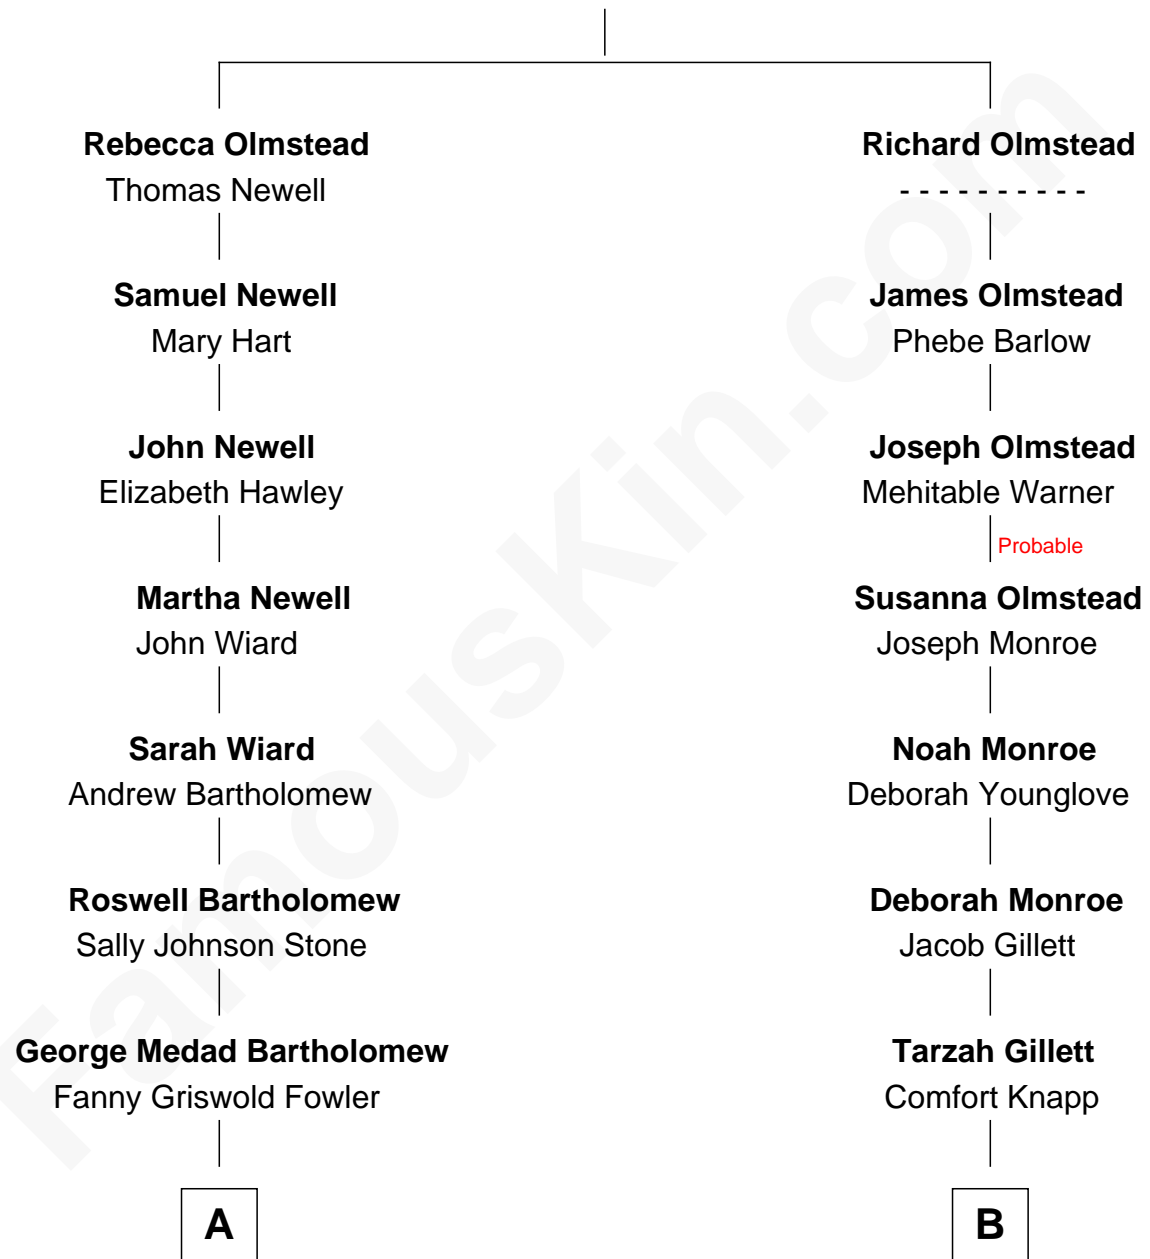 Rebecca Olmstead
Thomas Newell
Samuel Newell
Mary Hart
John Newell
Elizabeth Hawley
Martha Newell
John Wiard
Sarah Wiard
Andrew Bartholomew
Roswell Bartholomew
Sally Johnson Stone
George Medad Bartholomew
Fanny Griswold Fowler
A
Richard Olmstead
- - - - - - - - - -
James Olmstead
Phebe Barlow
Joseph Olmstead
Mehitable Warner
Probable
Susanna Olmstead
Joseph Monroe
Noah Monroe
Deborah Younglove
Deborah Monroe
Jacob Gillett
Tarzah Gillett
Comfort Knapp
B
FamousKin.com